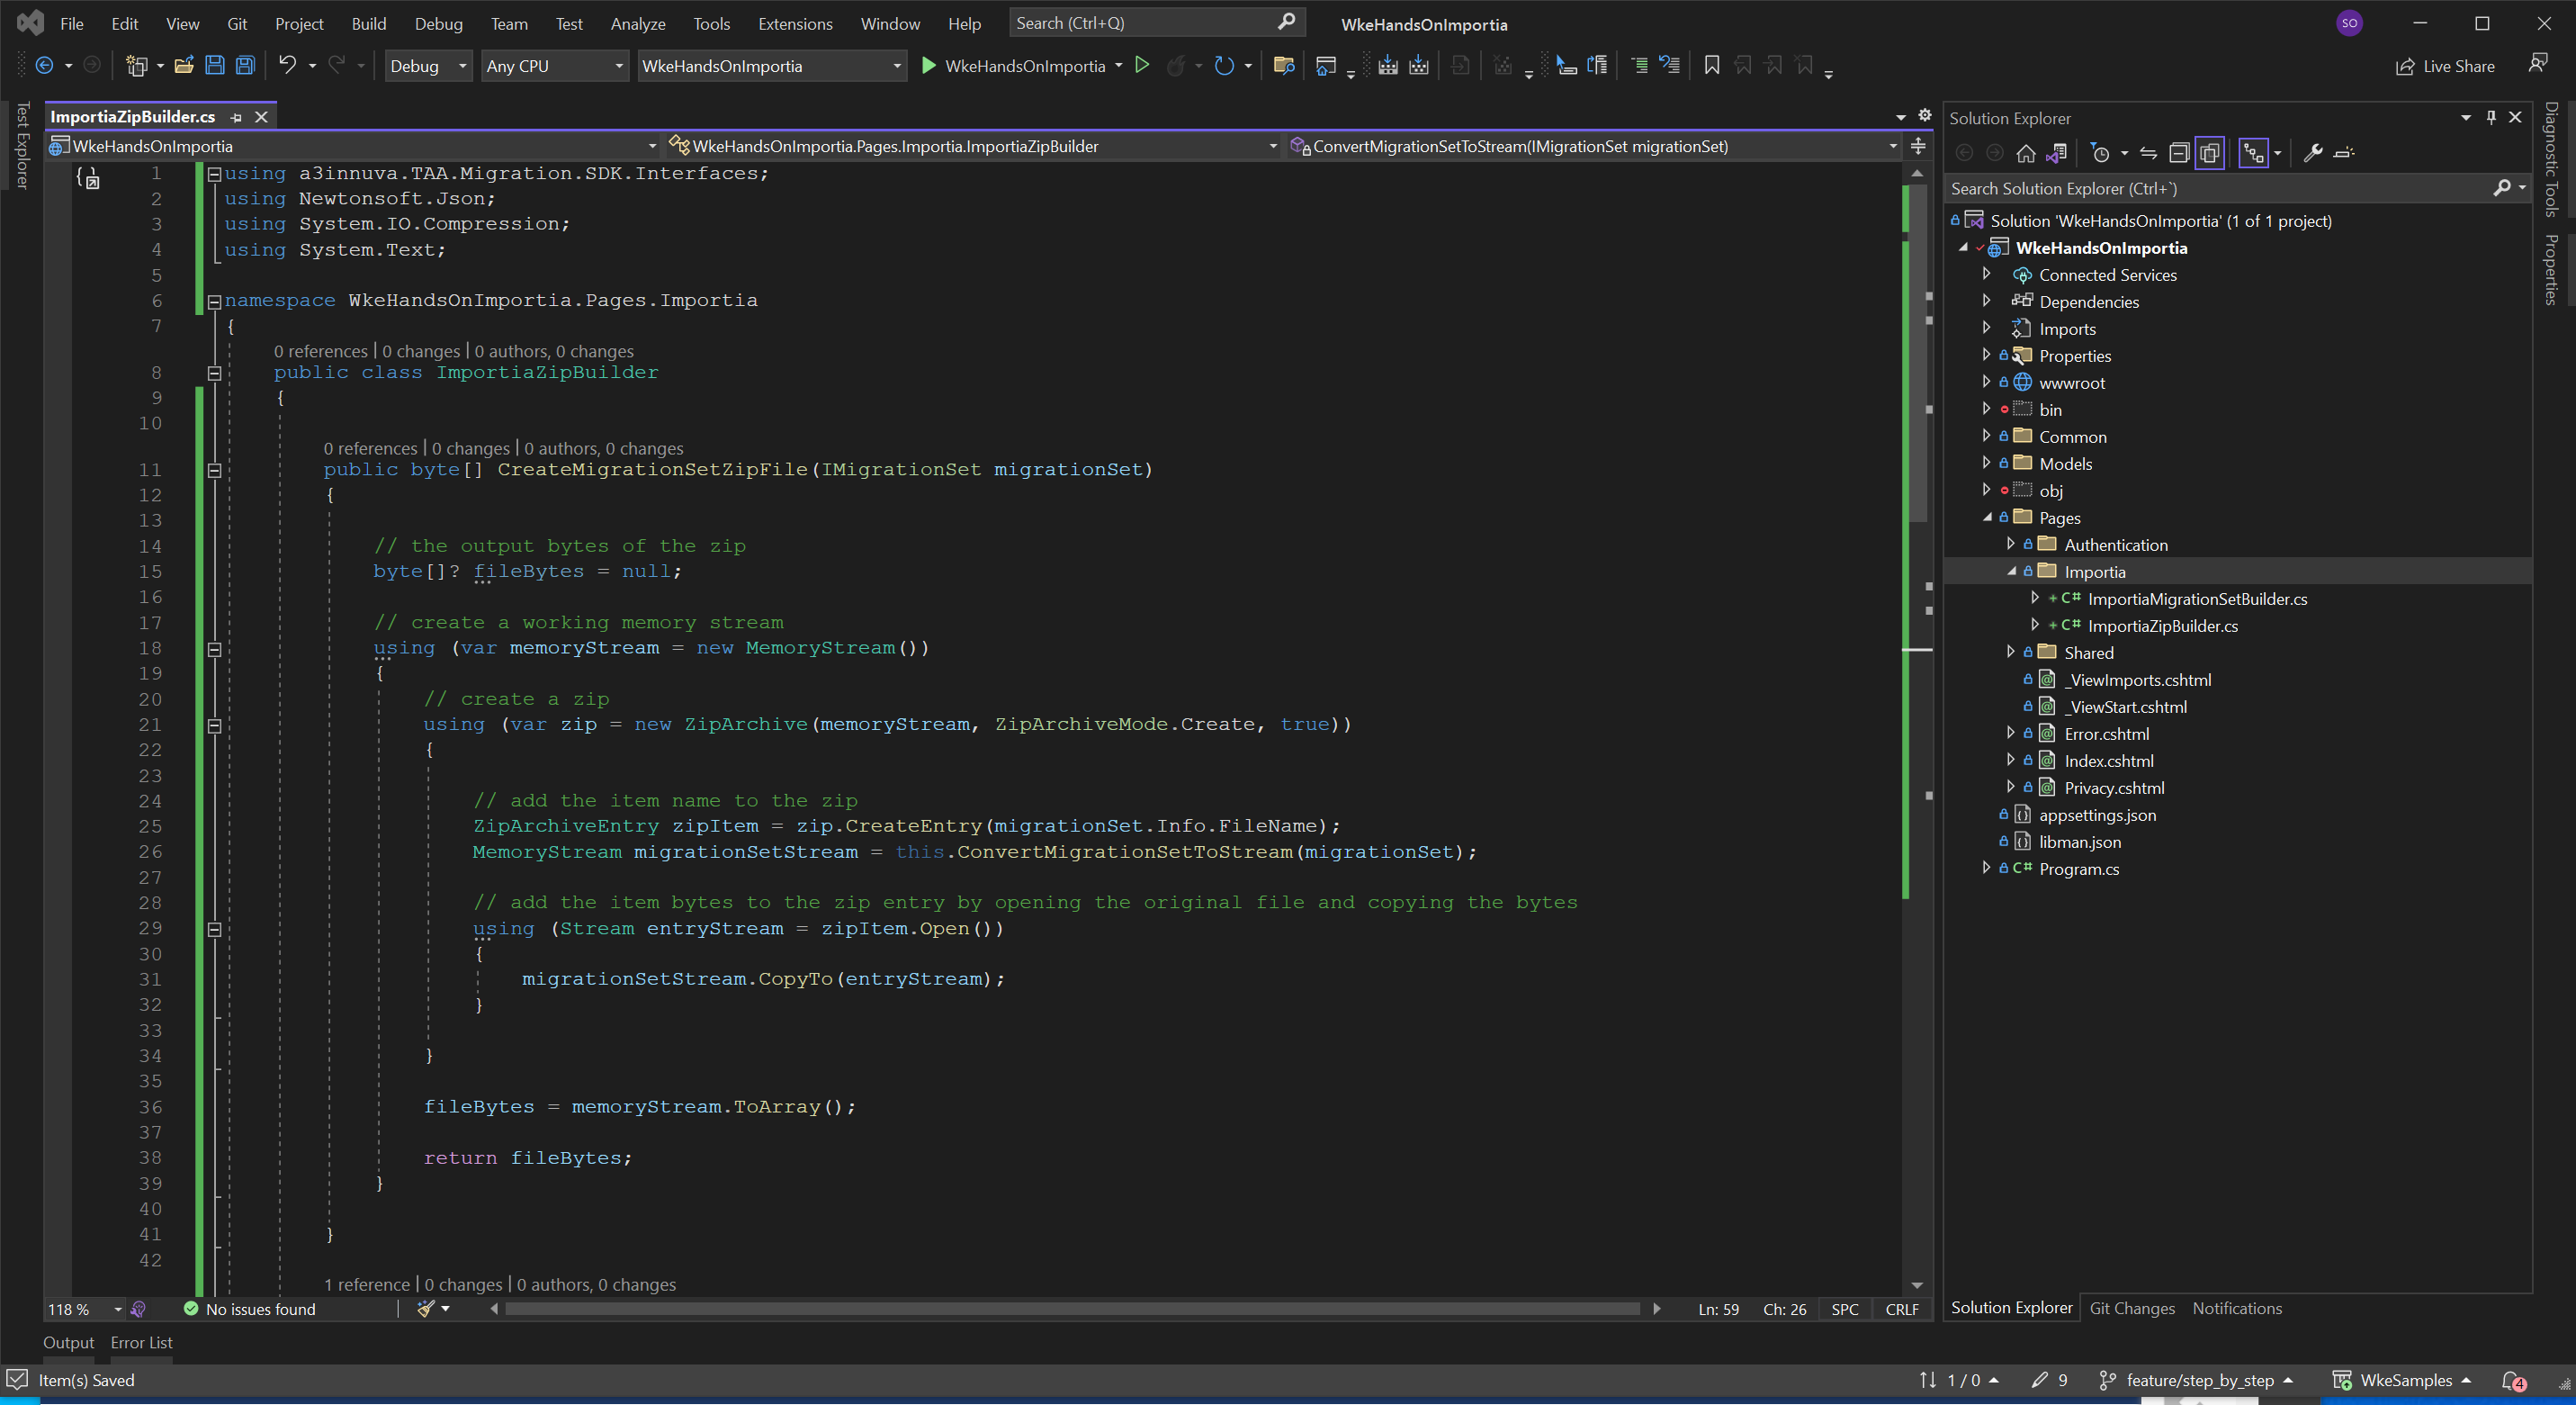 File Edit View Git Project Build Debug Team Test Analyze Tools Extensions Window Help Search (Ctrl+Q) WkeHandsOnImportia SO
Debug Any CPU WkeHandsOnImportia WkeHandsOnImportia Live Share
Test Explorer
ImportiaZipBuilder.cs
WkeHandsOnImportia WkeHandsOnImportia.Pages.Importia.ImportiaZipBuilder ConvertMigrationSetToStream(IMigrationSet migrationSet)
1 using a3innuva.TAA.Migration.SDK.Interfaces;
2 using Newtonsoft.Json;
3 using System.IO.Compression;
4 using System.Text;
5
6 namespace WkeHandsOnImportia.Pages.Importia
7 {
0 references | 0 changes | 0 authors, 0 changes
8 public class ImportiaZipBuilder
9 {
10
0 references | 0 changes | 0 authors, 0 changes
11 public byte[] CreateMigrationSetZipFile(IMigrationSet migrationSet)
12 {
13
14 // the output bytes of the zip
15 byte[]? fileBytes = null;
16
17 // create a working memory stream
18 using (var memoryStream = new MemoryStream())
19 {
20 // create a zip
21 using (var zip = new ZipArchive(memoryStream, ZipArchiveMode.Create, true))
22 {
23
24 // add the item name to the zip
25 ZipArchiveEntry zipItem = zip.CreateEntry(migrationSet.Info.FileName);
26 MemoryStream migrationSetStream = this.ConvertMigrationSetToStream(migrationSet);
27
28 // add the item bytes to the zip entry by opening the original file and copying the bytes
29 using (Stream entryStream = zipItem.Open())
30 {
31 migrationSetStream.CopyTo(entryStream);
32 }
33
34 }
35
36 fileBytes = memoryStream.ToArray();
37
38 return fileBytes;
39 }
40
41 }
42
1 reference | 0 changes | 0 authors, 0 changes
118 % No issues found Ln: 59 Ch: 26 SPC CRLF
Output Error List
Solution Explorer
Search Solution Explorer (Ctrl+`)
Solution 'WkeHandsOnImportia' (1 of 1 project)
WkeHandsOnImportia
Connected Services
Dependencies
Imports
Properties
wwwroot
bin
Common
Models
obj
Pages
Authentication
Importia
C# ImportiaMigrationSetBuilder.cs
C# ImportiaZipBuilder.cs
Shared
_ViewImports.cshtml
_ViewStart.cshtml
Error.cshtml
Index.cshtml
Privacy.cshtml
appsettings.json
libman.json
C# Program.cs
Solution Explorer Git Changes Notifications
Diagnostic Tools
Properties
Item(s) Saved 1 / 0 9 feature/step_by_step WkeSamples 4